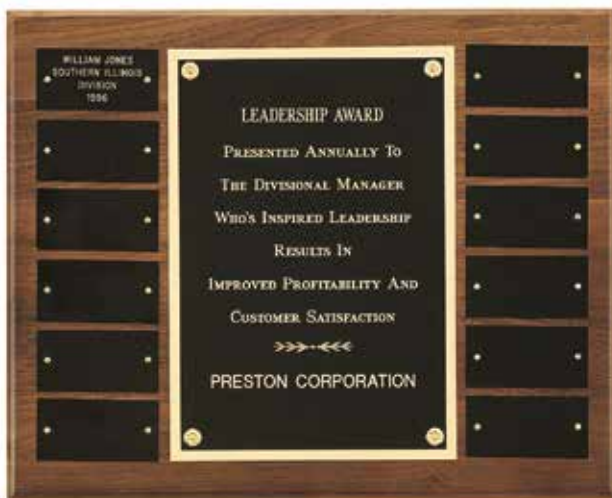 WILLIAM JONES
SOUTHERN ILLINOIS
DIVISION
1996
LEADERSHIP AWARD
PRESENTED ANNUALLY TO
THE DIVISIONAL MANAGER
WHO'S INSPIRED LEADERSHIP
RESULTS IN
IMPROVED PROFITABILITY AND
CUSTOMER SATISFACTION
PRESTON CORPORATION